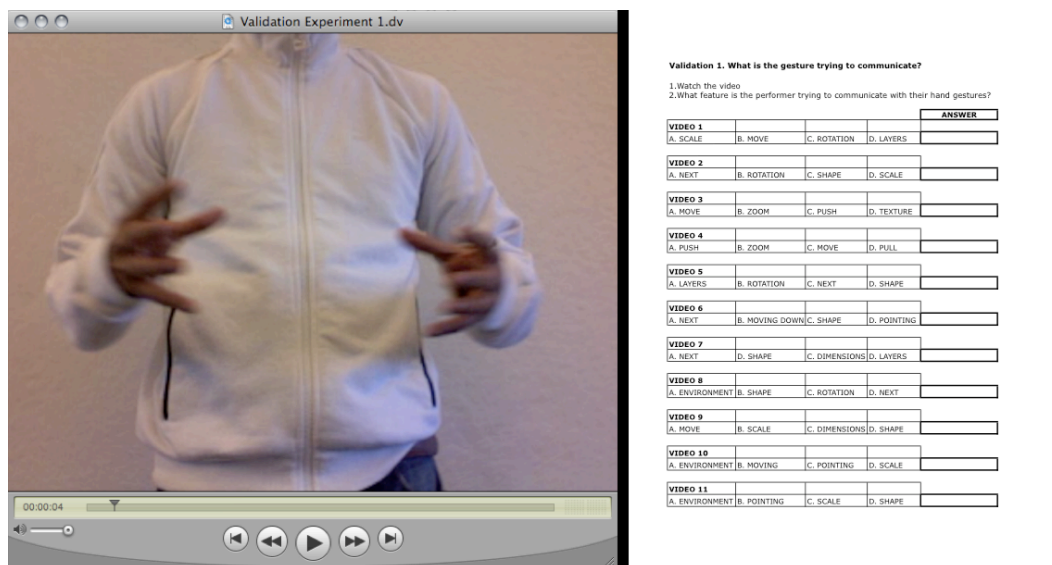 Validation Experiment 1.dv
00:00:04
Validation 1. What is the gesture trying to communicate?
1.Watch the video
2.What feature is the performer trying to communicate with their hand gestures?
ANSWER
VIDEO 1
A. SCALE B. MOVE C. ROTATION D. LAYERS
VIDEO 2
A. NEXT B. ROTATION C. SHAPE D. SCALE
VIDEO 3
A. MOVE B. ZOOM C. PUSH D. TEXTURE
VIDEO 4
A. PUSH B. ZOOM C. MOVE D. PULL
VIDEO 5
A. LAYERS B. ROTATION C. NEXT D. SHAPE
VIDEO 6
A. NEXT B. MOVING DOWN C. SHAPE D. POINTING
VIDEO 7
A. NEXT D. SHAPE C. DIMENSIONS D. LAYERS
VIDEO 8
A. ENVIRONMENT B. SHAPE C. ROTATION D. NEXT
VIDEO 9
A. MOVE B. SCALE C. DIMENSIONS D. SHAPE
VIDEO 10
A. ENVIRONMENT B. MOVING C. POINTING D. SCALE
VIDEO 11
A. ENVIRONMENT B. POINTING C. SCALE D. SHAPE